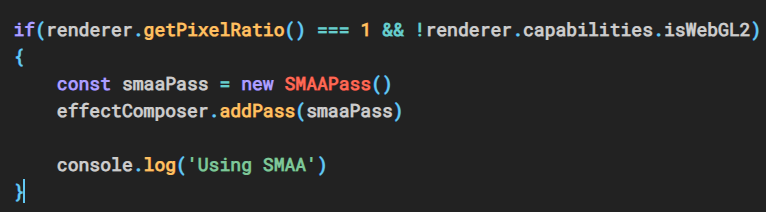 if(renderer.getPixelRatio() === 1 && !renderer.capabilities.isWebGL2)
{
    const smaaPass = new SMAAPass()
    effectComposer.addPass(smaaPass)

    console.log('Using SMAA')
}